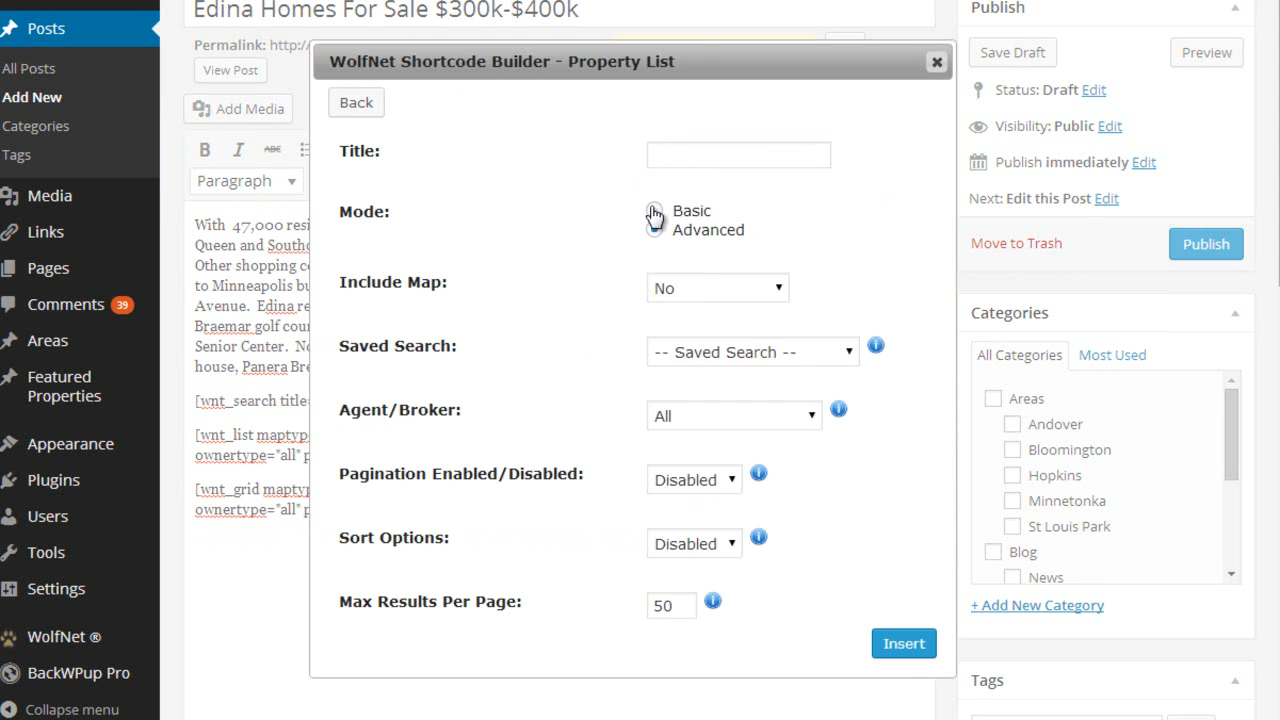 Posts
All Posts
Add New
Categories
Tags
Media
Links
Pages
Comments 39
Areas
Featured
Properties
Appearance
Plugins
Users
Tools
Settings
WolfNet ®
BackWPup Pro
Collapse menu
Edina Homes For Sale $300k-$400k
Permalink: http:/
View Post
Add Media
B I ABC
Paragraph
With 47,000 resi
Queen and South
Other shopping c
to Minneapolis bu
Avenue. Edina re
Braemar golf cour
Senior Center. N
house, Panera Bre
[wnt_search title=
[wnt_list maptyp
ownertype="all" p
[wnt_grid maptyp
ownertype="all" p
WolfNet Shortcode Builder - Property List
Back
Title:
Mode:
Basic
Advanced
Include Map: No
Saved Search: -- Saved Search --
Agent/Broker: All
Pagination Enabled/Disabled: Disabled
Sort Options: Disabled
Max Results Per Page: 50
Insert
Publish
Save Draft Preview
Status: Draft Edit
Visibility: Public Edit
Publish immediately Edit
Next: Edit this Post Edit
Move to Trash Publish
Categories
All Categories Most Used
Areas
Andover
Bloomington
Hopkins
Minnetonka
St Louis Park
Blog
News
+ Add New Category
Tags